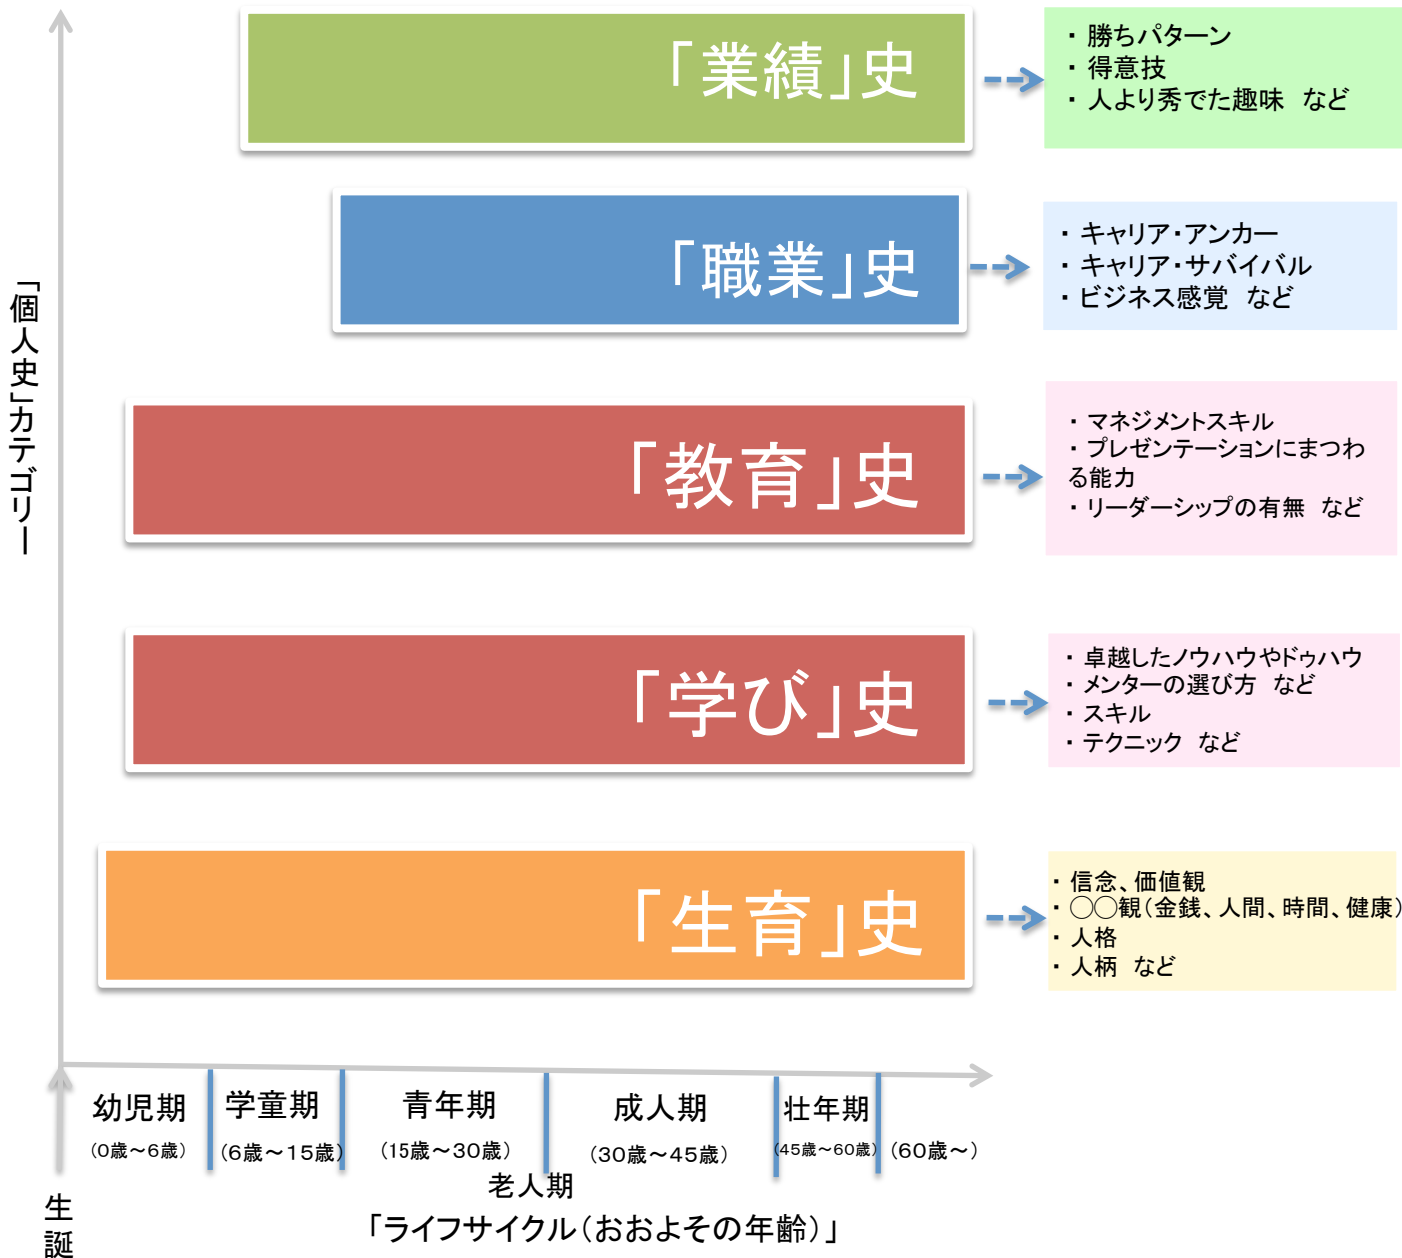 「業績」史
・ 勝ちパターン
・ 得意技
・ 人より秀でた趣味 など
「職業」史
・ キャリア・アンカー
・ キャリア・サバイバル
・ ビジネス感覚 など
「個人史」カテゴリー
「教育」史
・ マネジメントスキル
・ プレゼンテーションにまつわ
る能力
・ リーダーシップの有無 など
「学び」史
・ 卓越したノウハウやドゥハウ
・ メンターの選び方 など
・ スキル
・ テクニック など
「生育」史
・ 信念、価値観
・ ◯◯観(金銭、人間、時間、健康)
・ 人格
・ 人柄 など
幼児期
(0歳~6歳)
学童期
(6歳~15歳)
青年期
(15歳~30歳)
成人期
(30歳~45歳)
壮年期
(45歳~60歳)
(60歳~)
老人期
生誕
「ライフサイクル(おおよその年齢)」